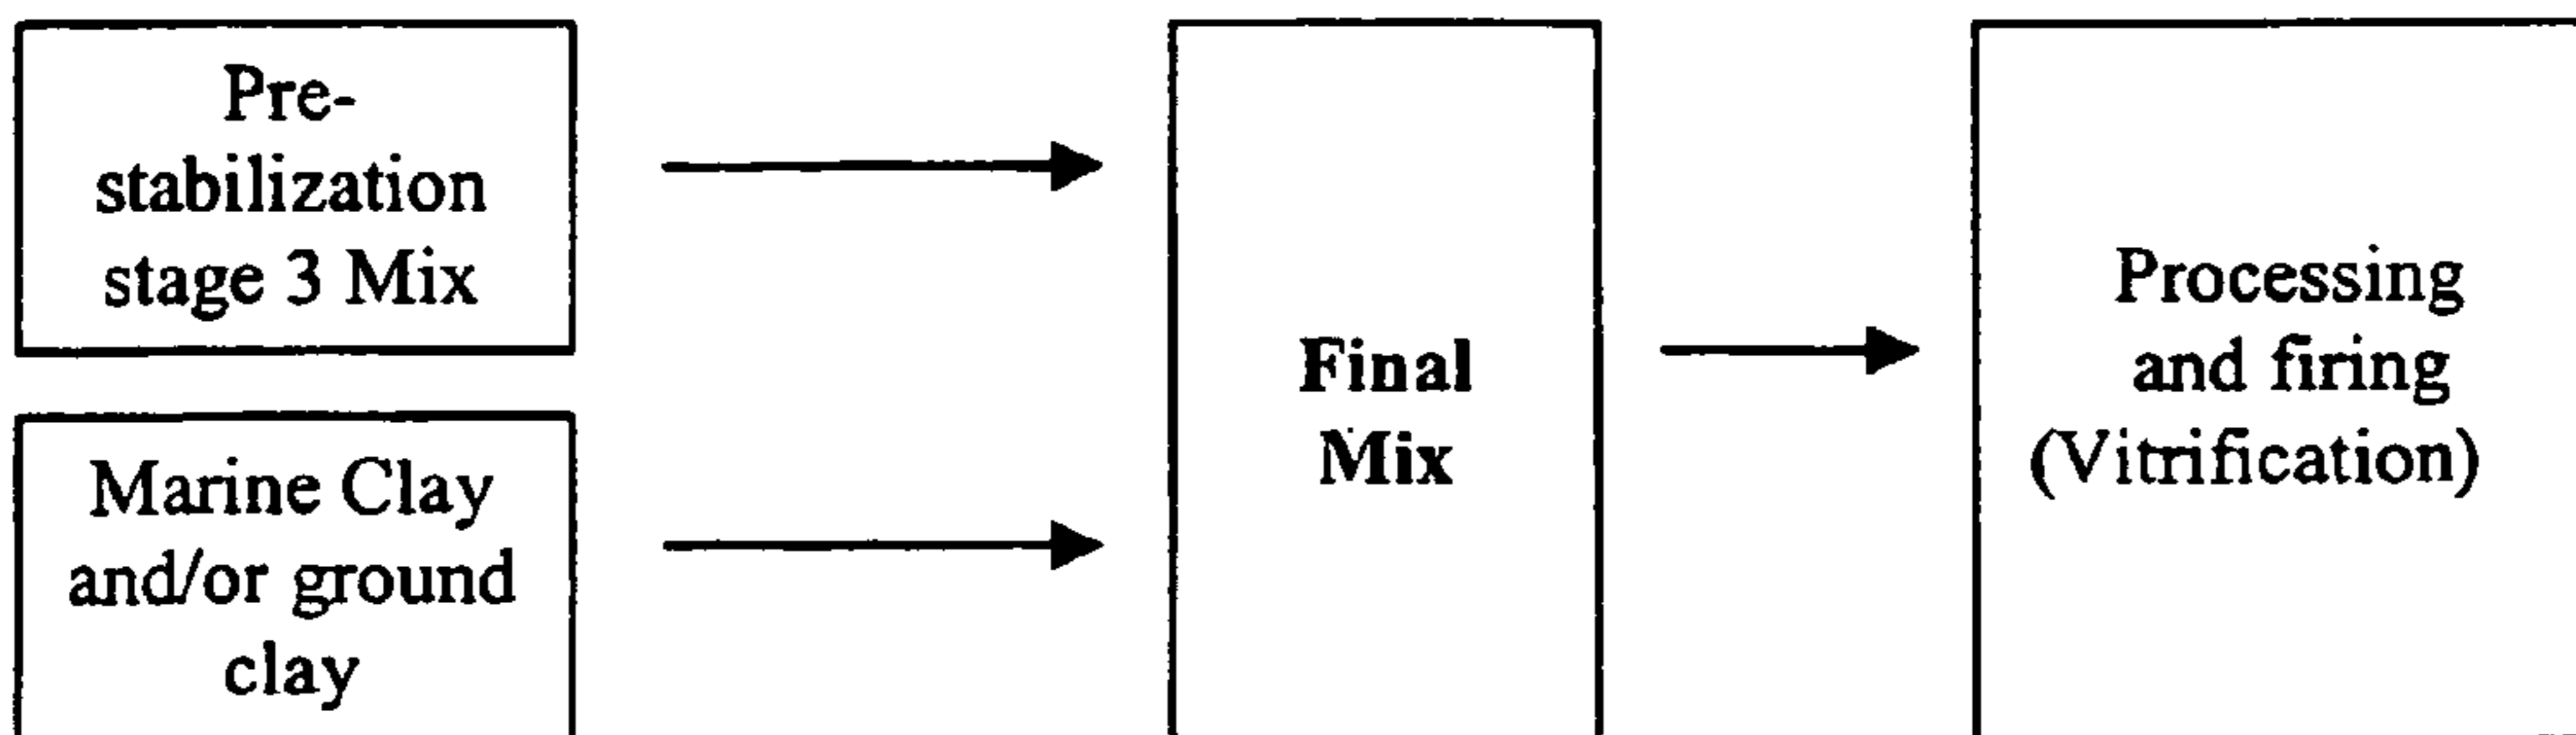 Pre-
stabilization
stage 3 Mix
Marine Clay
and/or ground
clay
Final
Mix
Processing
and firing
(Vitrification)